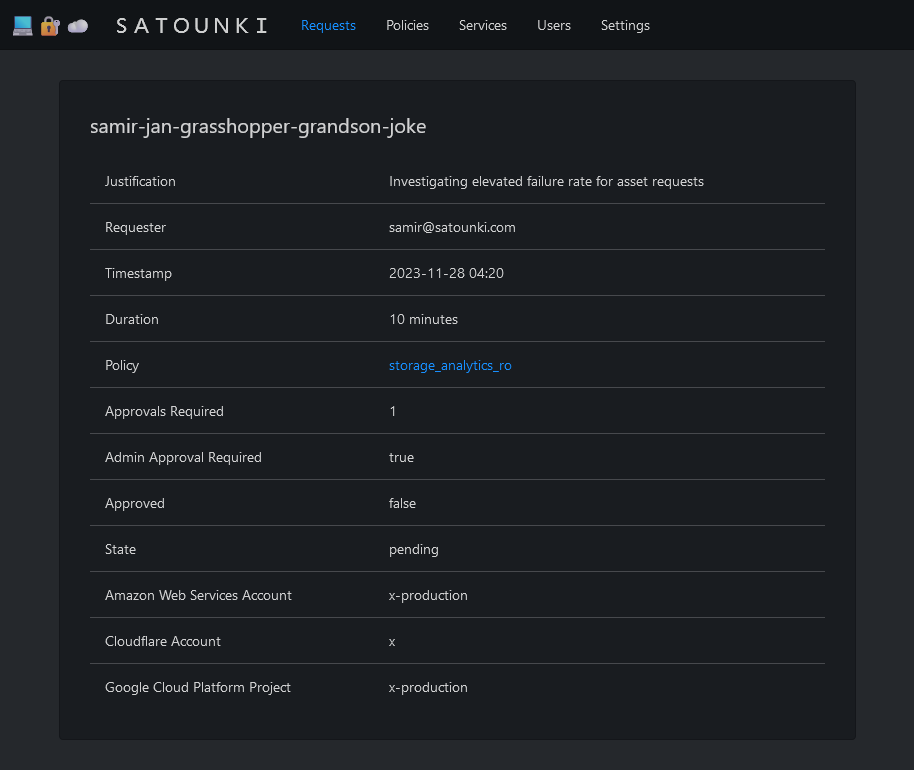 SATOUNKI Requests Policies Services Users Settings
samir-jan-grasshopper-grandson-joke
Justification Investigating elevated failure rate for asset requests
Requester samir@satounki.com
Timestamp 2023-11-28 04:20
Duration 10 minutes
Policy storage_analytics_ro
Approvals Required 1
Admin Approval Required true
Approved false
State pending
Amazon Web Services Account x-production
Cloudflare Account x
Google Cloud Platform Project x-production